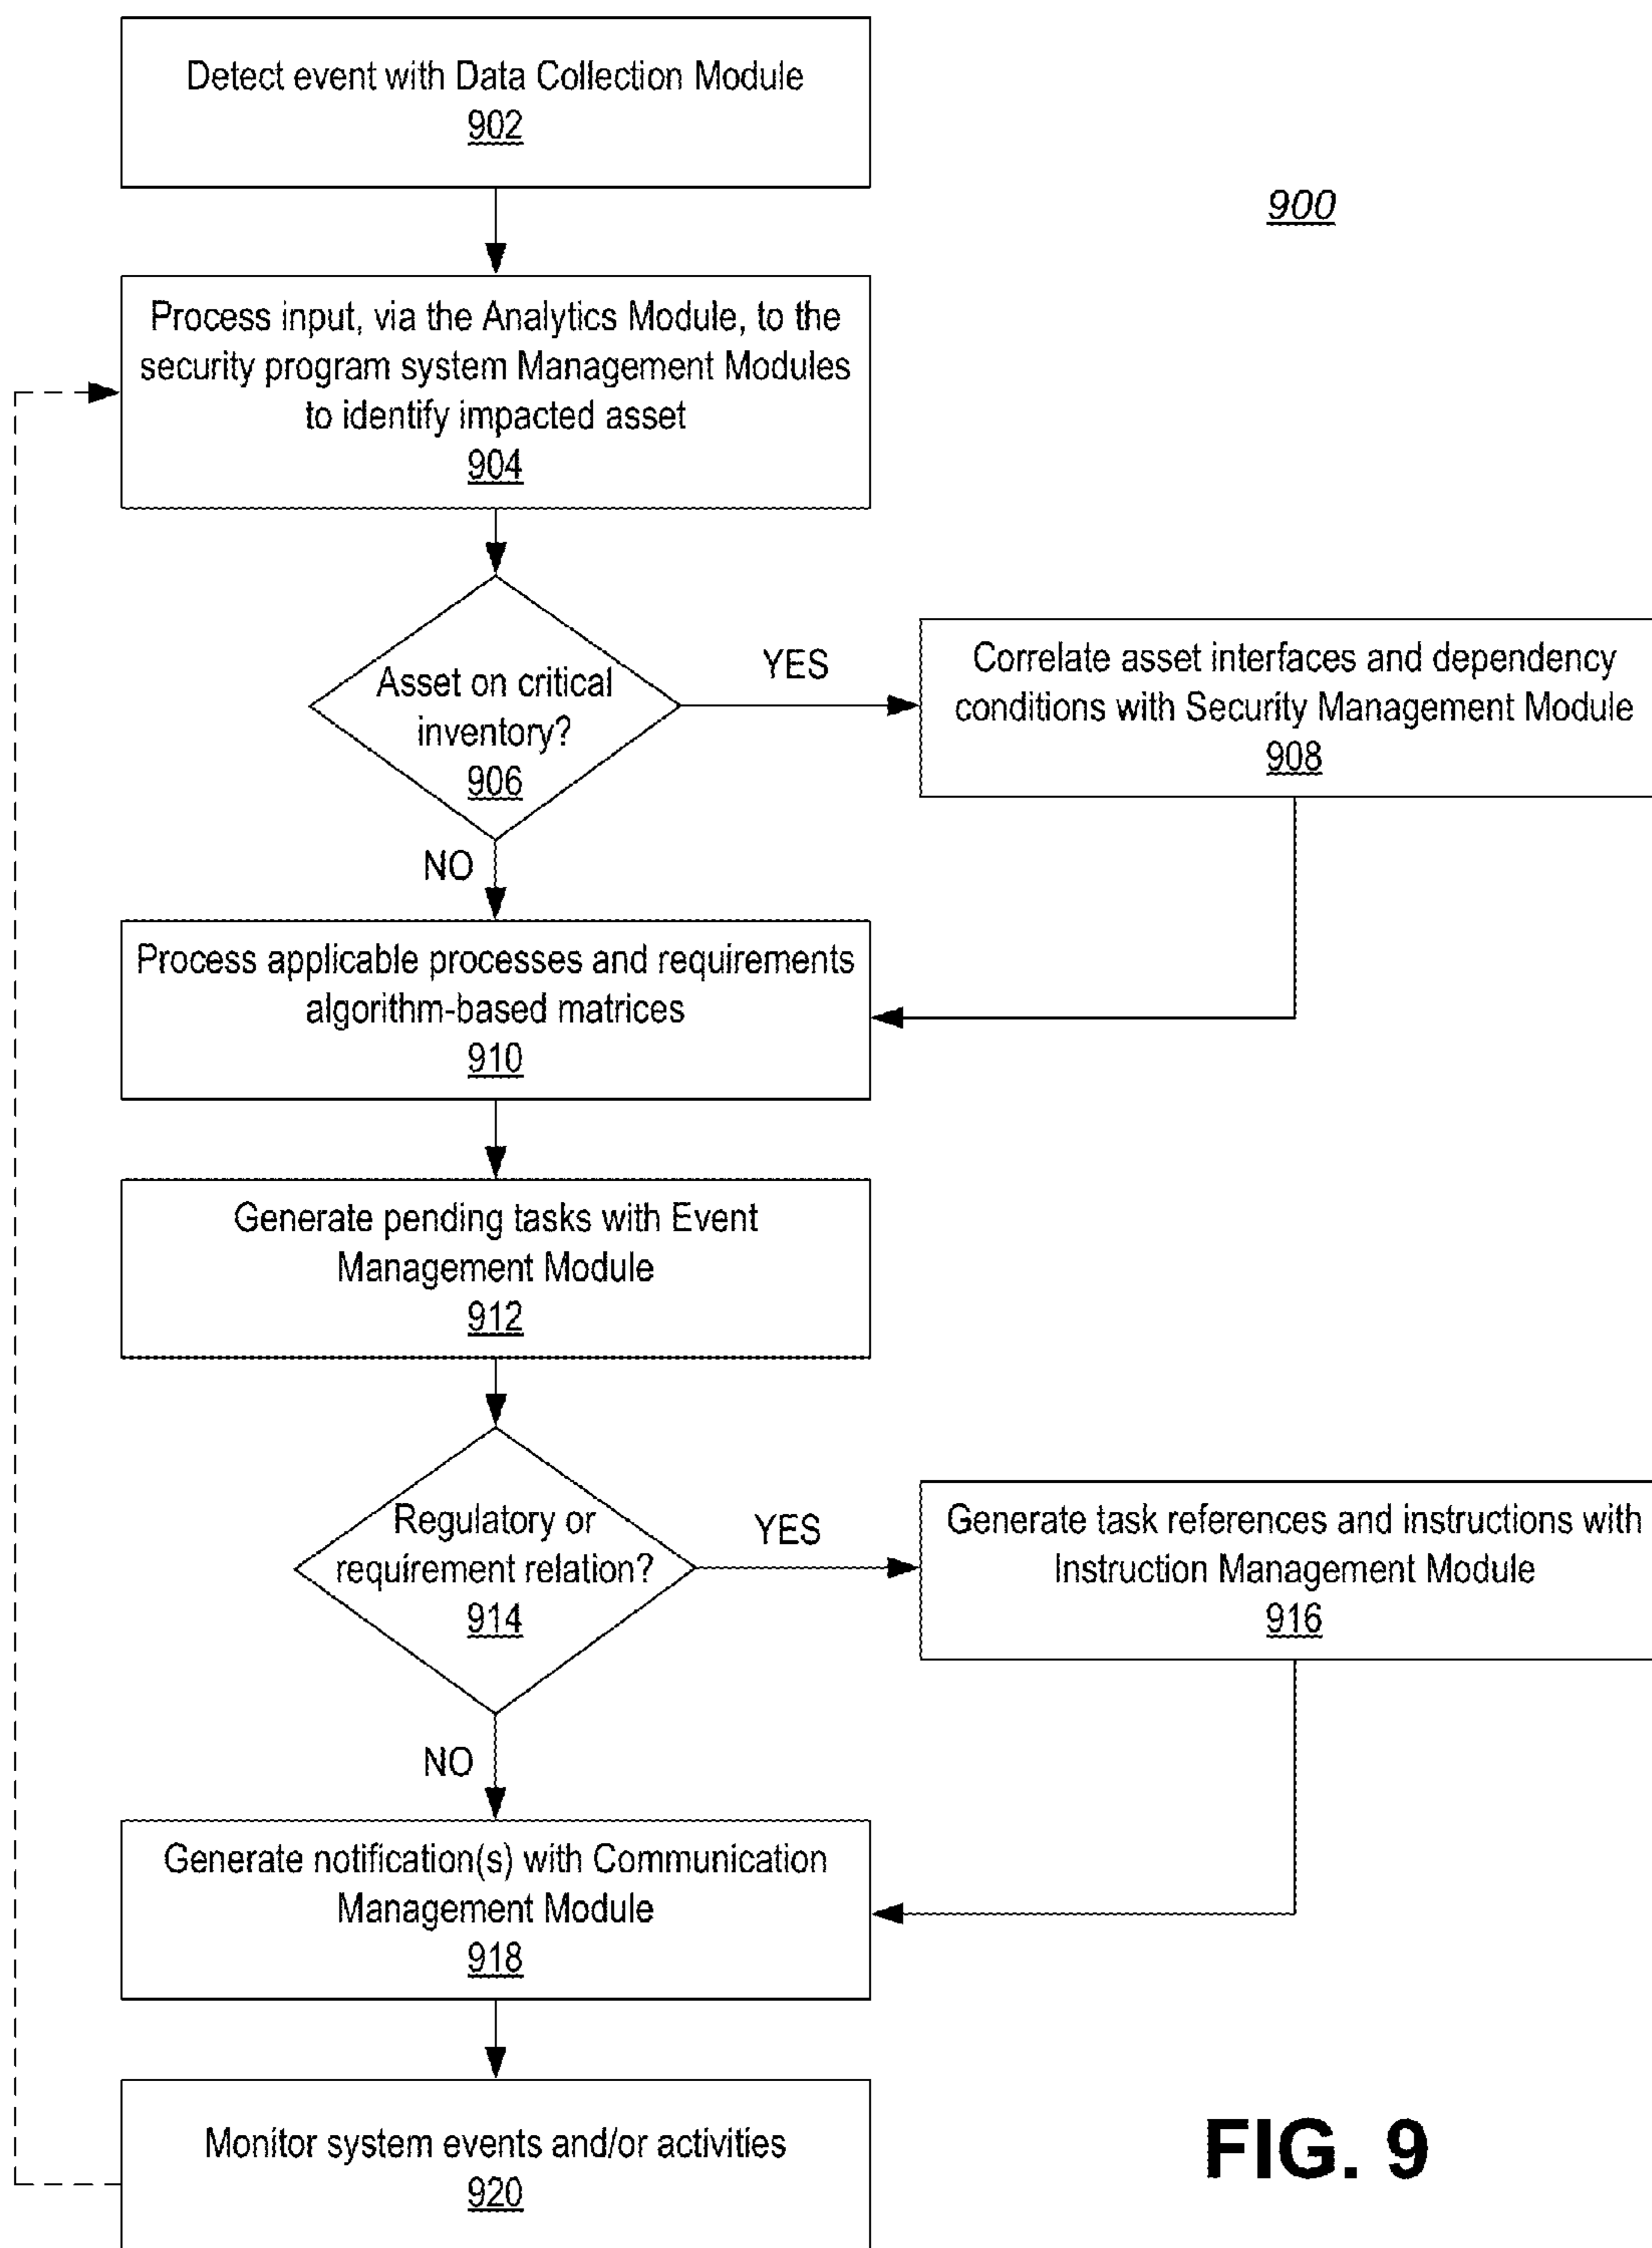 Detect event with Data Collection Module
902
900
Process input, via the Analytics Module, to the
security program system Management Modules
to identify impacted asset
904
Asset on critical
inventory?
906
YES
Correlate asset interfaces and dependency
conditions with Security Management Module
908
NO
Process applicable processes and requirements
algorithm-based matrices
910
Generate pending tasks with Event
Management Module
912
Regulatory or
requirement relation?
914
YES
Generate task references and instructions with
Instruction Management Module
916
NO
Generate notification(s) with Communication
Management Module
918
Monitor system events and/or activities
920
FIG. 9